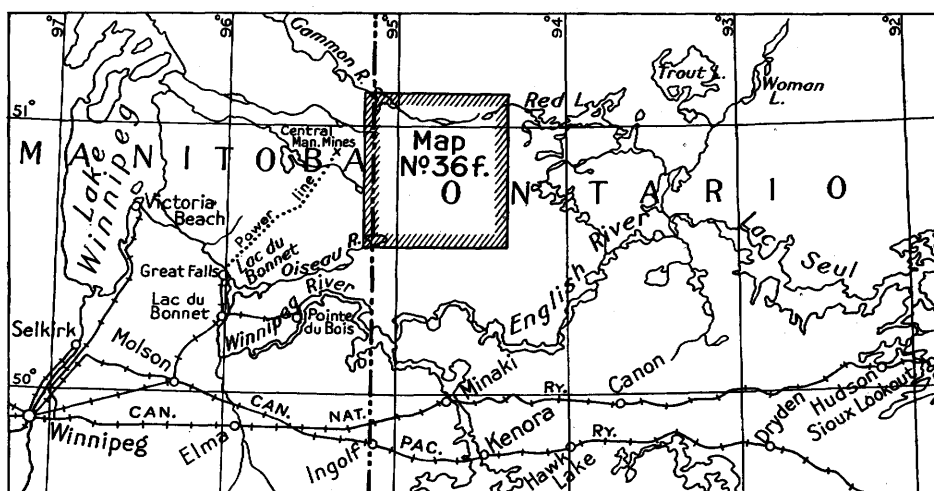 97°
96°
95°
94°
93°
92°
Gammon R.
Trout L.
Woman
L.
51°
Red L.
Central
Man. Mines
Map
Nº 36f.
MANITOBA
ONTARIO
Lake
Winnipeg
Victoria
Beach
Power line
Lac du
Bonnet
Oiseau R.
Great Falls
Lac du
Bonnet
Winnipeg River
Pointe
du Bois
English River
Lac Seul
Selkirk
Molson
50°
Minaki
RY.
Canon
Hudson
Sioux Lookout
Dryden
CAN.
CAN.
NAT.
Winnipeg
Elma
Ingolf
PAC.
Kenora
RY.
Hawk
Lake